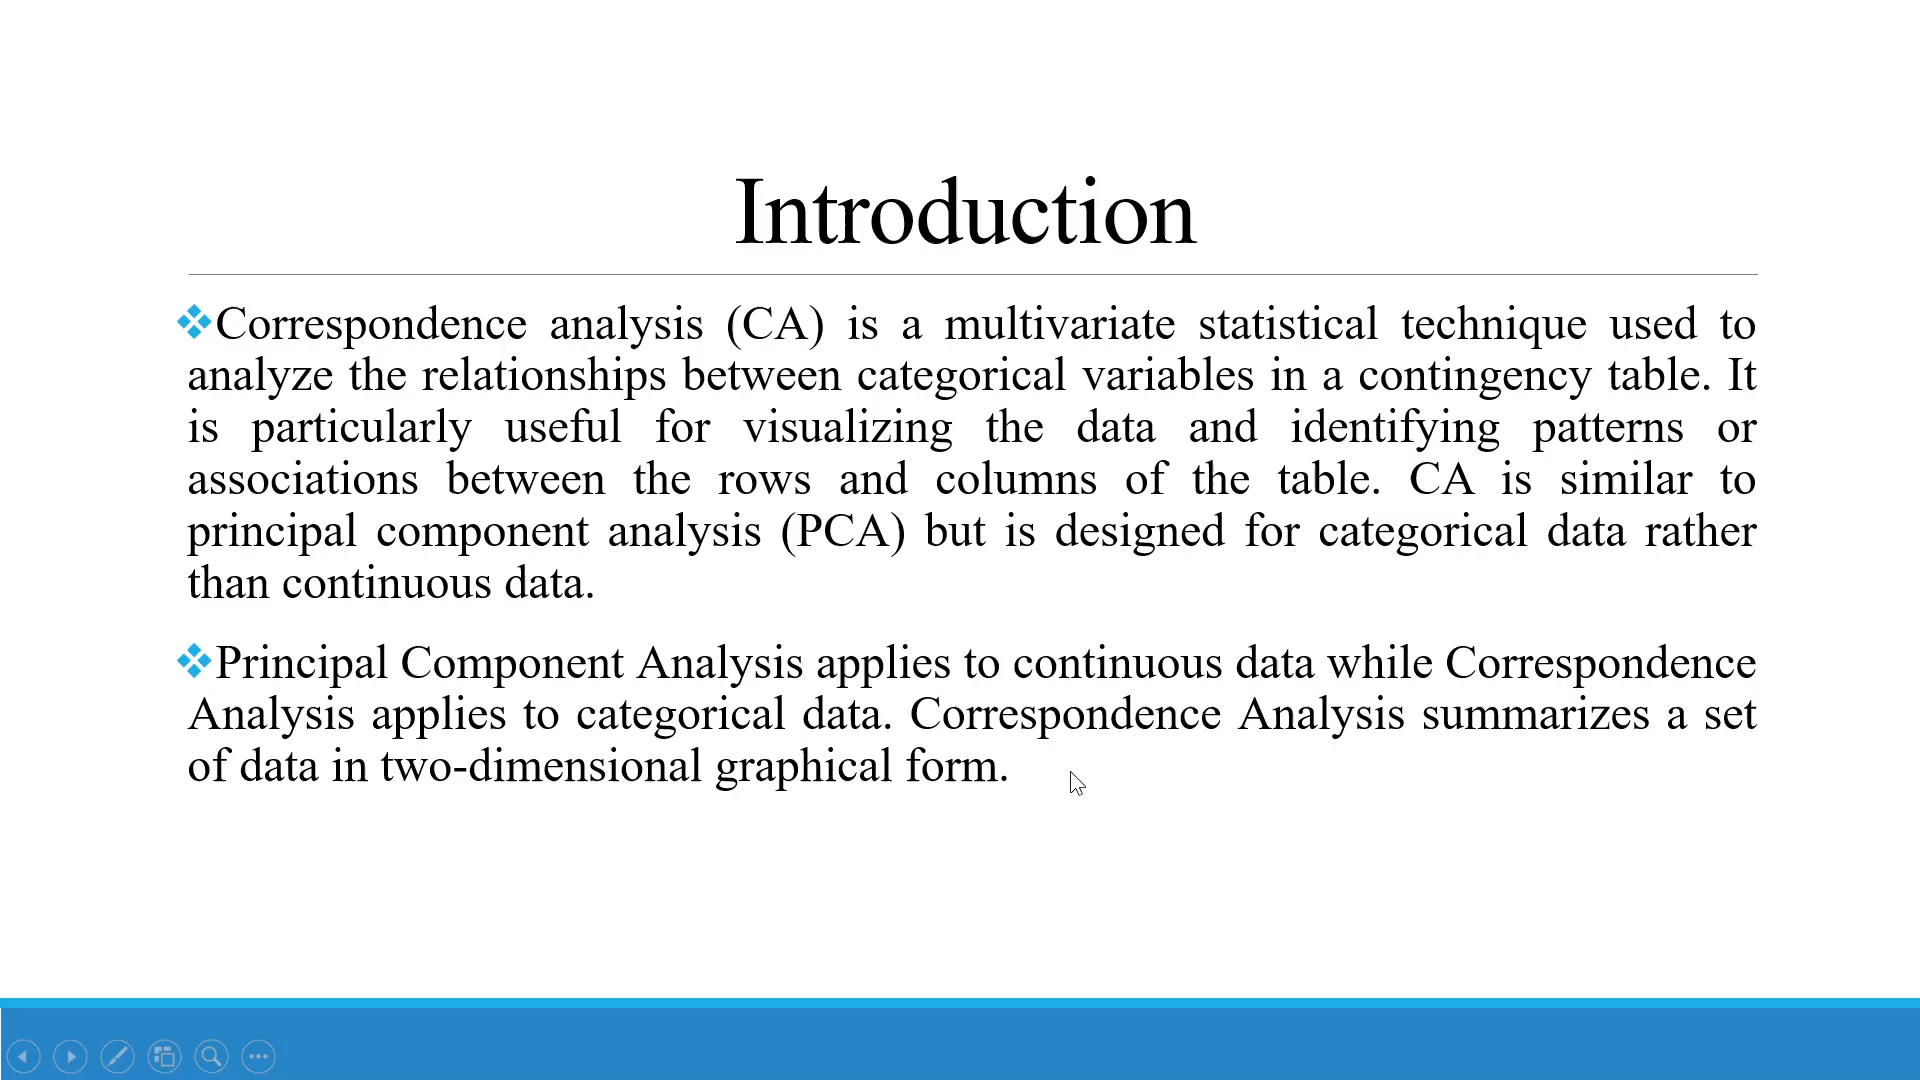 Introduction
❖Correspondence analysis (CA) is a multivariate statistical technique used to
analyze the relationships between categorical variables in a contingency table. It
is particularly useful for visualizing the data and identifying patterns or
associations between the rows and columns of the table. CA is similar to
principal component analysis (PCA) but is designed for categorical data rather
than continuous data.
❖Principal Component Analysis applies to continuous data while Correspondence
Analysis applies to categorical data. Correspondence Analysis summarizes a set
of data in two-dimensional graphical form.